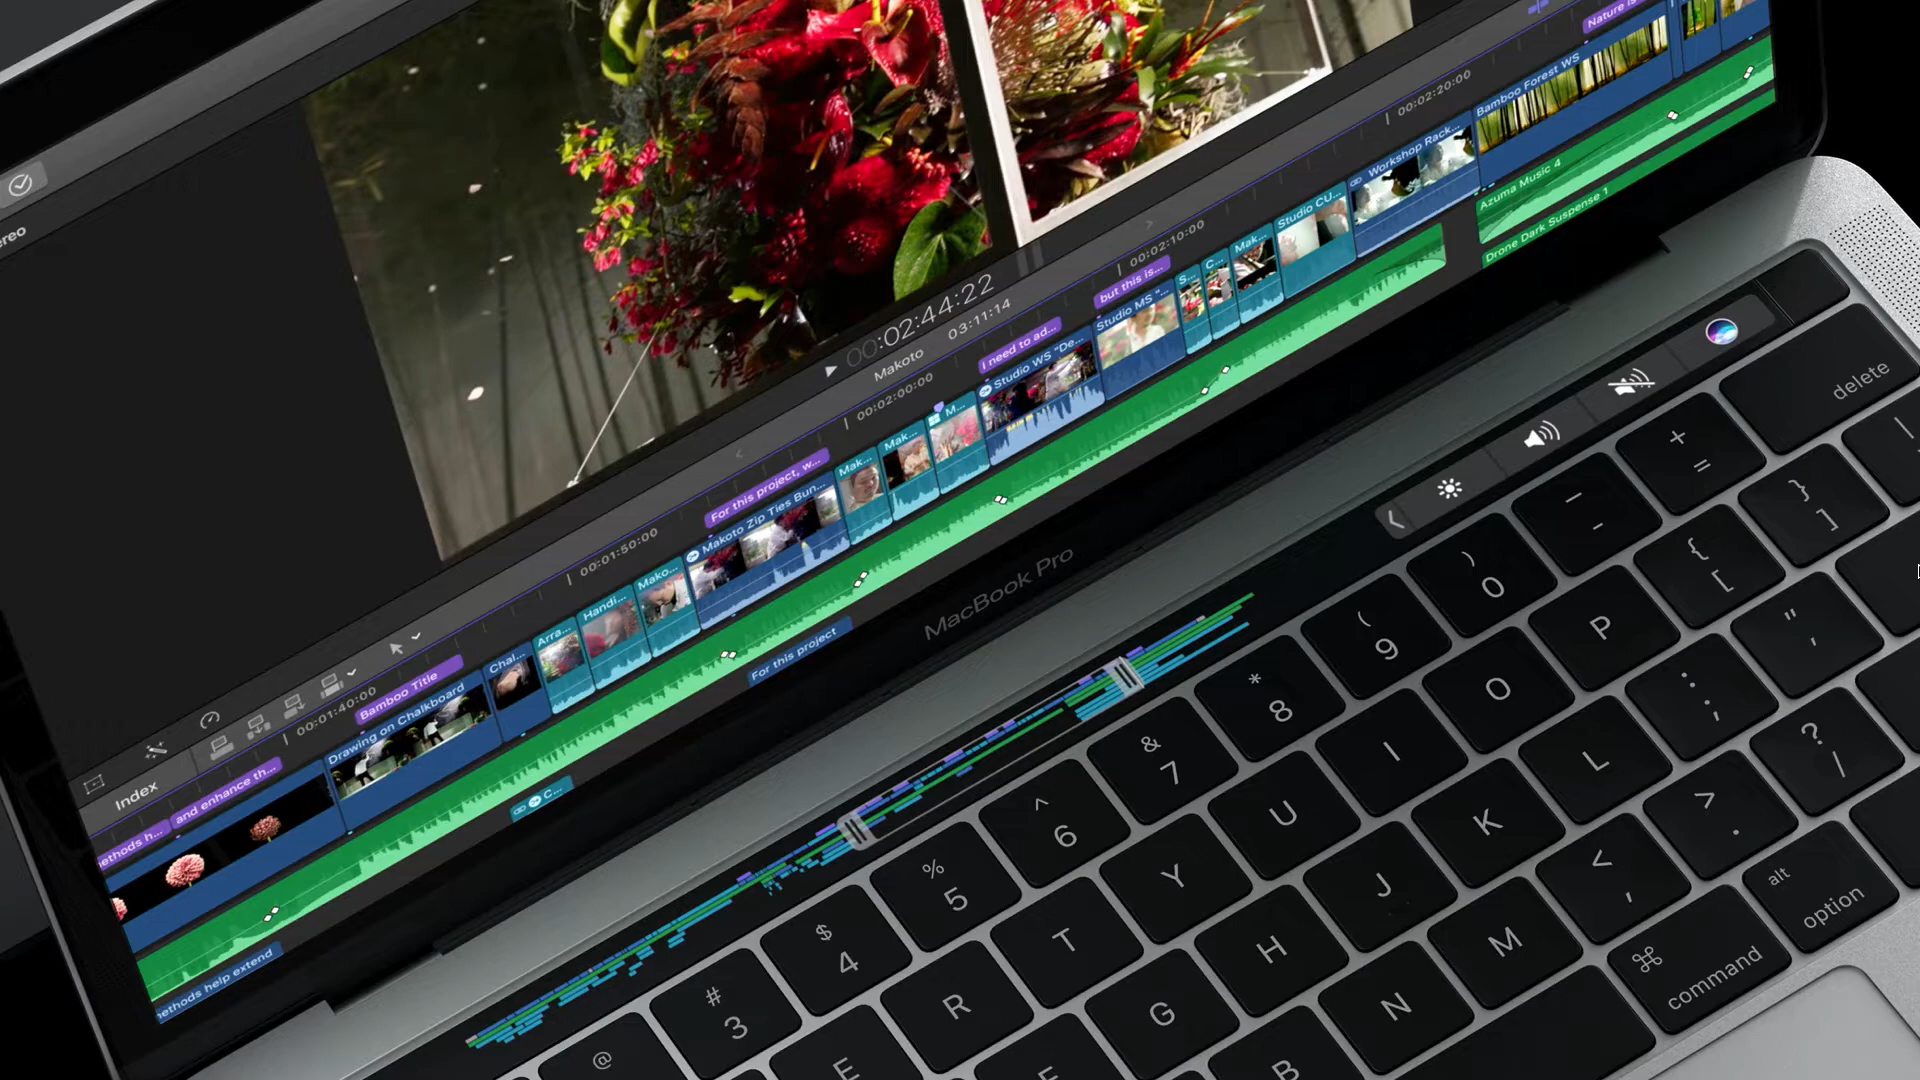 ereo
00:02:44:22
Makoto 03:11:14
00:01:40:00
00:01:50:00
00:02:00:00
00:02:10:00
00:02:20:00
Index
ethods h...
and enhance th...
Bamboo Title
For this project, w...
I need to ad...
but this is...
Nature is
Drawing on Chalkboard
Chal...
Arra...
Handi...
Mako...
Makoto Zip Ties Bun...
Mak...
Mak...
M...
Studio WS "De...
Studio MS "...
S...
C...
Mak...
Studio CU...
Workshop Rack...
Bamboo Forest WS
Azuma Music 4
Drone Dark Suspense 1
For this project
C...
ethods help extend
MacBook Pro
delete
+ =
_ -
) 0
( 9
* 8
& 7
^ 6
% 5
$ 4
# 3
@
| \
} ]
{ [
P
O
I
U
Y
T
R
E
" '
: ;
L
K
J
H
G
F
? /
> .
< ,
M
N
B
alt
option
⌘
command